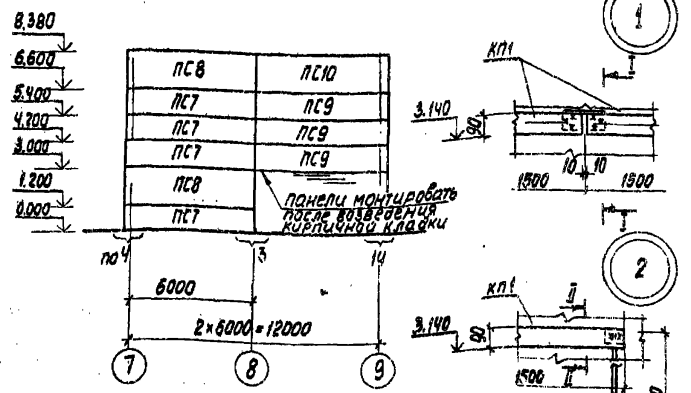 8.380
6.600
5.400
4.200
3.000
1.200
0.000
ПС8
ПС10
ПС7
ПС9
ПС7
ПС9
ПС7
ПС9
ПС8
ПС7
панели монтировать
после возведения
кирпичной кладки
по 4
3
14
6000
2×6000=12000
7
8
9
1
КП1
I
3.140
90
10
10
1500
1500
I
2
КП1
II
3.140
90
1500
II